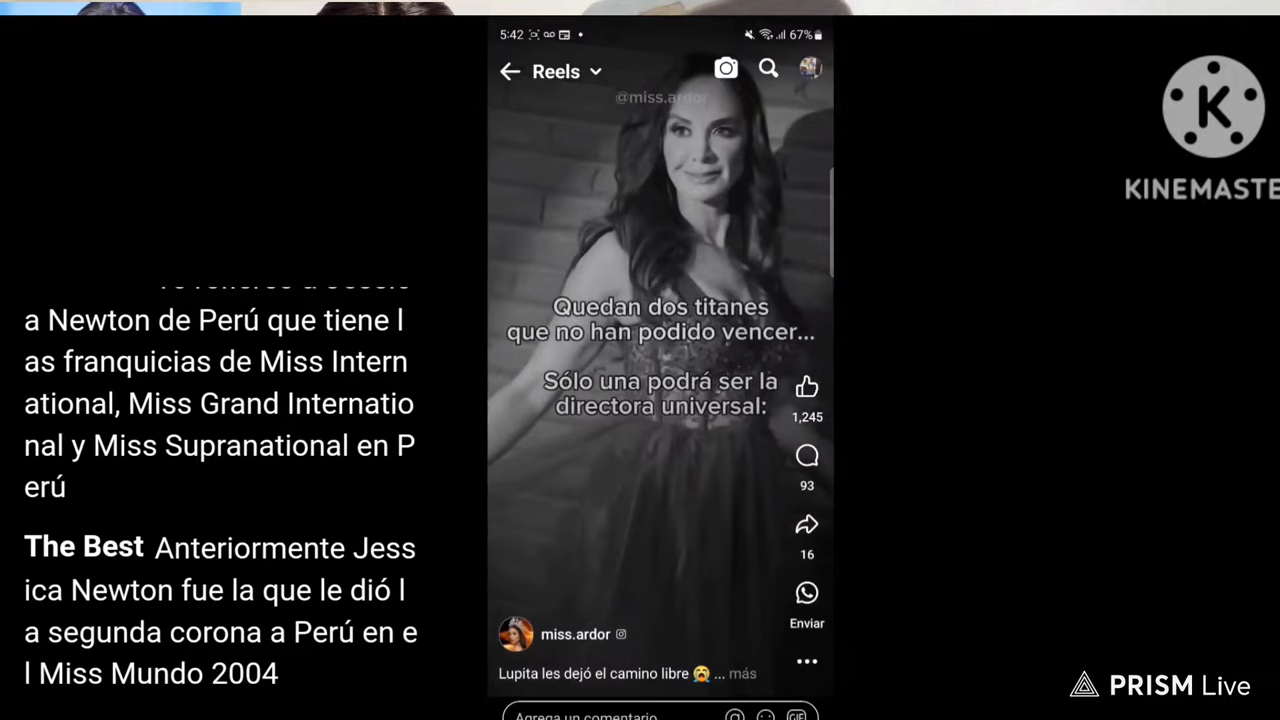 5:42
67%
Reels
@miss.ardor
KINEMASTE
a Newton de Perú que tiene l
as franquicias de Miss Intern
ational, Miss Grand Internatio
nal y Miss Supranational en P
erú
The Best Anteriormente Jess
ica Newton fue la que le dió l
a segunda corona a Perú en e
l Miss Mundo 2004
Quedan dos titanes
que no han podido vencer...
Sólo una podrá ser la
directora universal:
1,245
93
16
Enviar
miss.ardor
Lupita les dejó el camino libre 😭 ... más
Agrega un comentario
GIF
PRISM Live